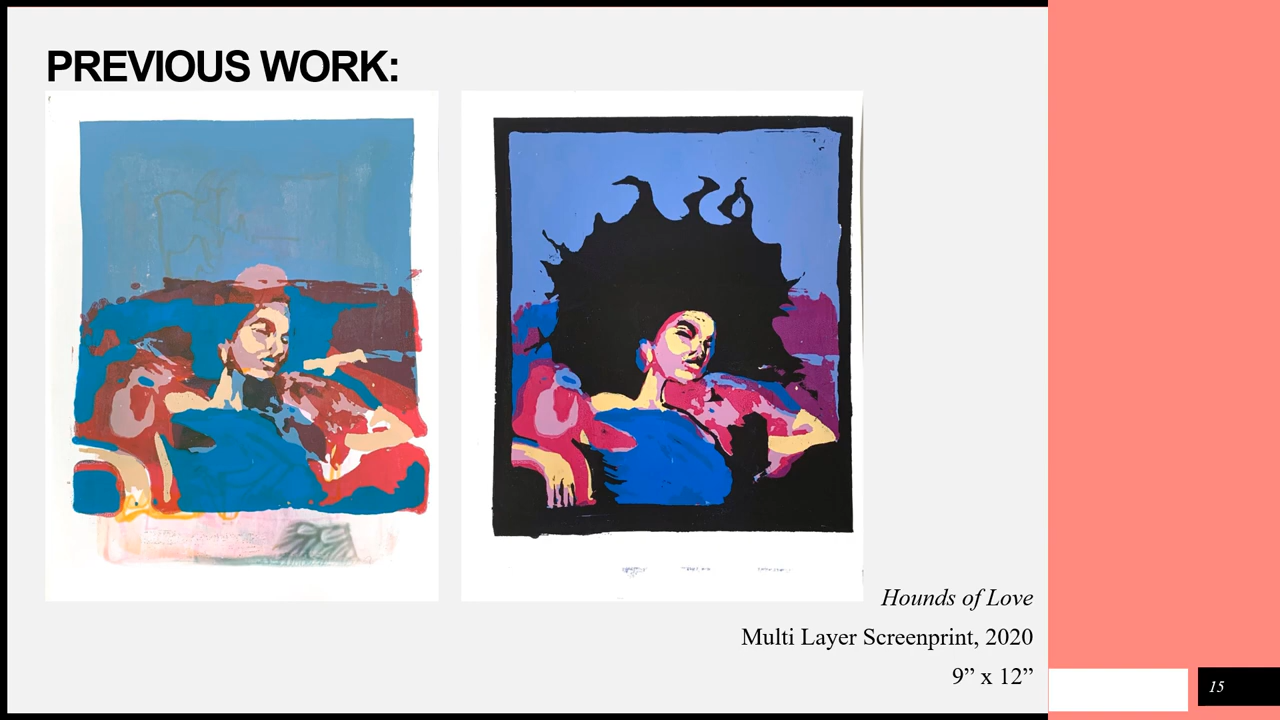 PREVIOUS WORK:
Hounds of Love
Multi Layer Screenprint, 2020
9” x 12”
15